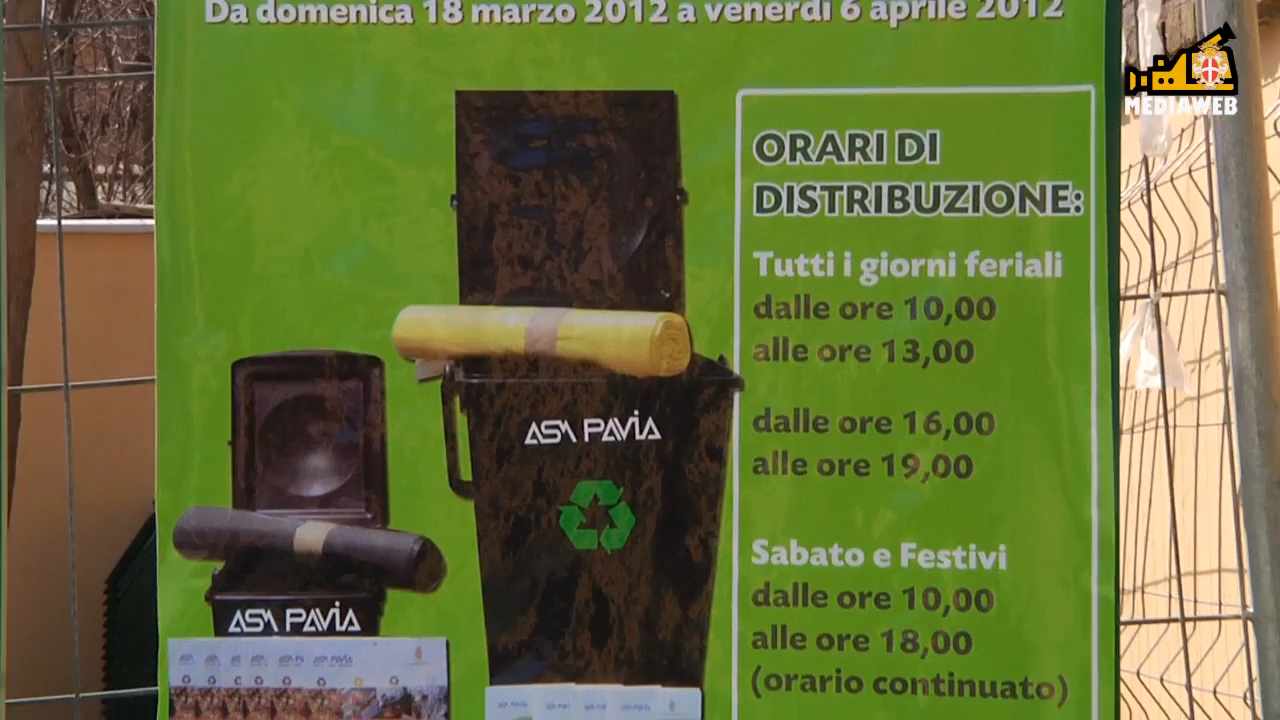 Da domenica 18 marzo 2012 a venerdì 6 aprile 2012
MEDIAWEB
ORARI DI
DISTRIBUZIONE:
Tutti i giorni feriali
dalle ore 10,00
alle ore 13,00
dalle ore 16,00
alle ore 19,00
Sabato e Festivi
dalle ore 10,00
alle ore 18,00
(orario continuato)
ASM PAVIA
ASM PAVIA
ASM PAVIA